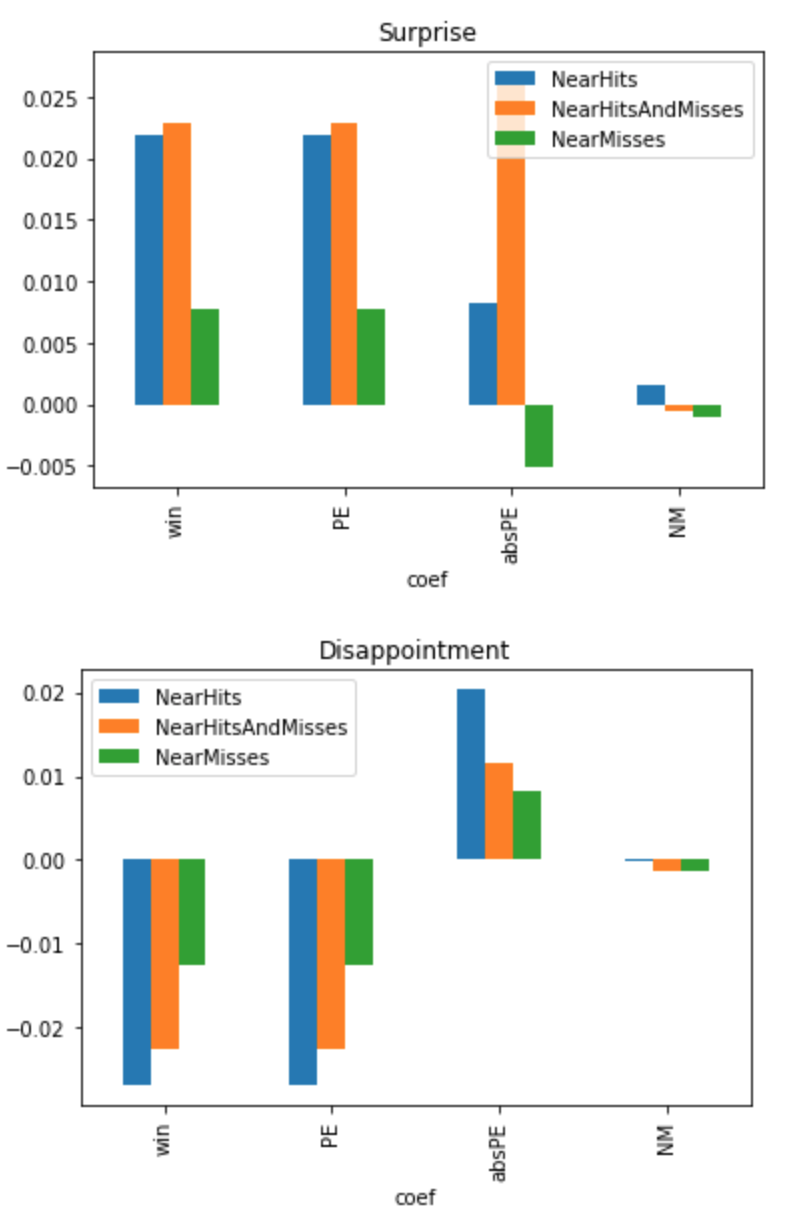 Surprise
NearHits
NearHitsAndMisses
NearMisses
0.025
0.020
0.015
0.010
0.005
0.000
−0.005
win
PE
absPE
NM
coef
Disappointment
NearHits
NearHitsAndMisses
NearMisses
0.02
0.01
0.00
−0.01
−0.02
win
PE
absPE
NM
coef